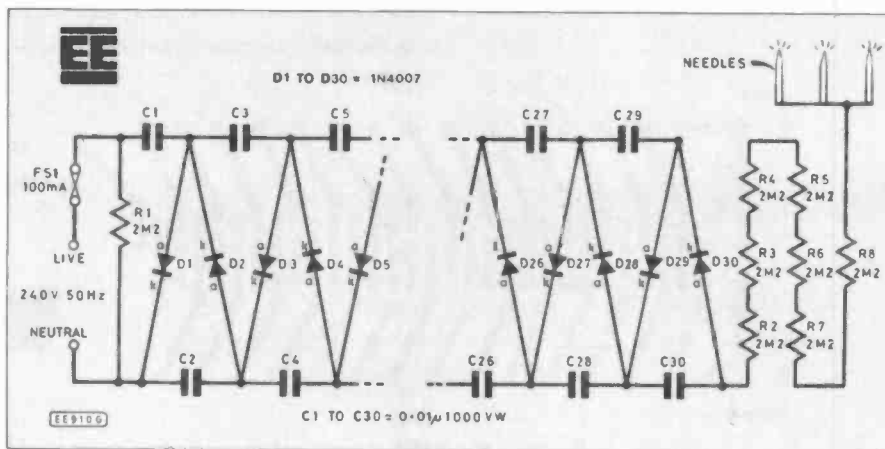 EE
D1 TO D30 = 1N4007
NEEDLES
C1
C3
C5
C27
C29
FS1
100mA
R1
2M2
LIVE
240V 50Hz
NEUTRAL
a
k
D1
k
a
D2
a
k
D3
k
a
D4
a
k
D5
k
a
D26
a
k
D27
k
a
D28
a
k
D29
k
a
D30
R4
2M2
R5
2M2
R3
2M2
R6
2M2
R8
2M2
R2
2M2
R7
2M2
C2
C4
C26
C28
C30
EE910G
C1 TO C30 = 0·01µ 1000VW